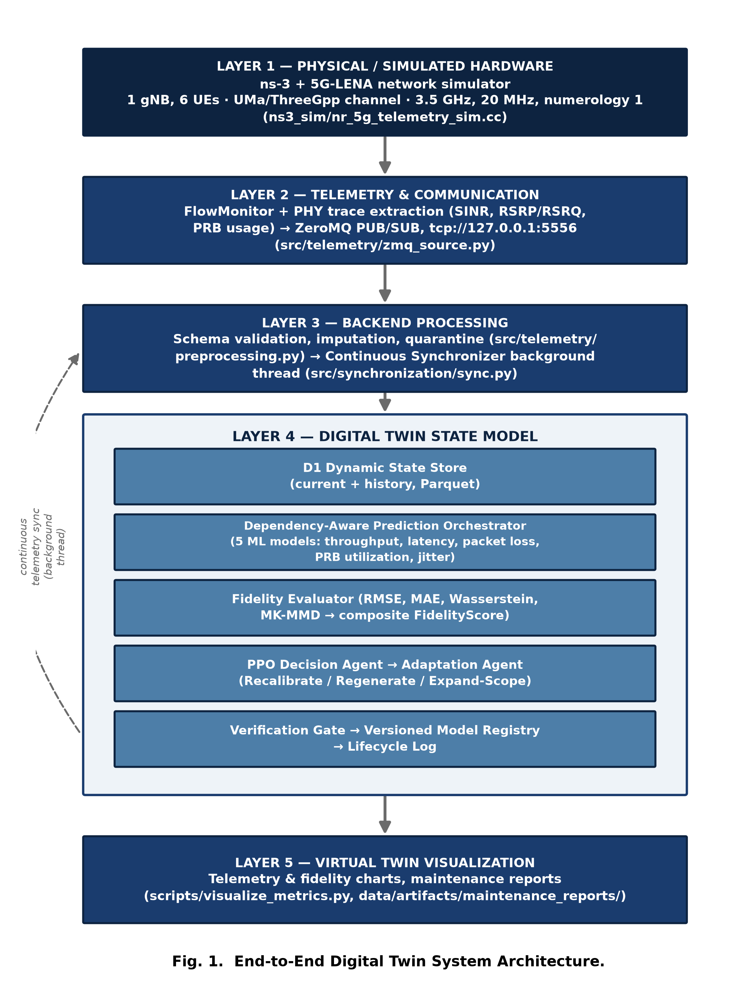 LAYER 1 — PHYSICAL / SIMULATED HARDWARE
ns-3 + 5G-LENA network simulator
1 gNB, 6 UEs · UMa/ThreeGpp channel · 3.5 GHz, 20 MHz, numerology 1
(ns3_sim/nr_5g_telemetry_sim.cc)
LAYER 2 — TELEMETRY & COMMUNICATION
FlowMonitor + PHY trace extraction (SINR, RSRP/RSRQ,
PRB usage) → ZeroMQ PUB/SUB, tcp://127.0.0.1:5556
(src/telemetry/zmq_source.py)
LAYER 3 — BACKEND PROCESSING
Schema validation, imputation, quarantine (src/telemetry/
preprocessing.py) → Continuous Synchronizer background
thread (src/synchronization/sync.py)
continuous
telemetry sync
(background
thread)
LAYER 4 — DIGITAL TWIN STATE MODEL
D1 Dynamic State Store
(current + history, Parquet)
Dependency-Aware Prediction Orchestrator
(5 ML models: throughput, latency, packet loss,
PRB utilization, jitter)
Fidelity Evaluator (RMSE, MAE, Wasserstein,
MK-MMD → composite FidelityScore)
PPO Decision Agent → Adaptation Agent
(Recalibrate / Regenerate / Expand-Scope)
Verification Gate → Versioned Model Registry
→ Lifecycle Log
LAYER 5 — VIRTUAL TWIN VISUALIZATION
Telemetry & fidelity charts, maintenance reports
(scripts/visualize_metrics.py, data/artifacts/maintenance_reports/)
Fig. 1.  End-to-End Digital Twin System Architecture.